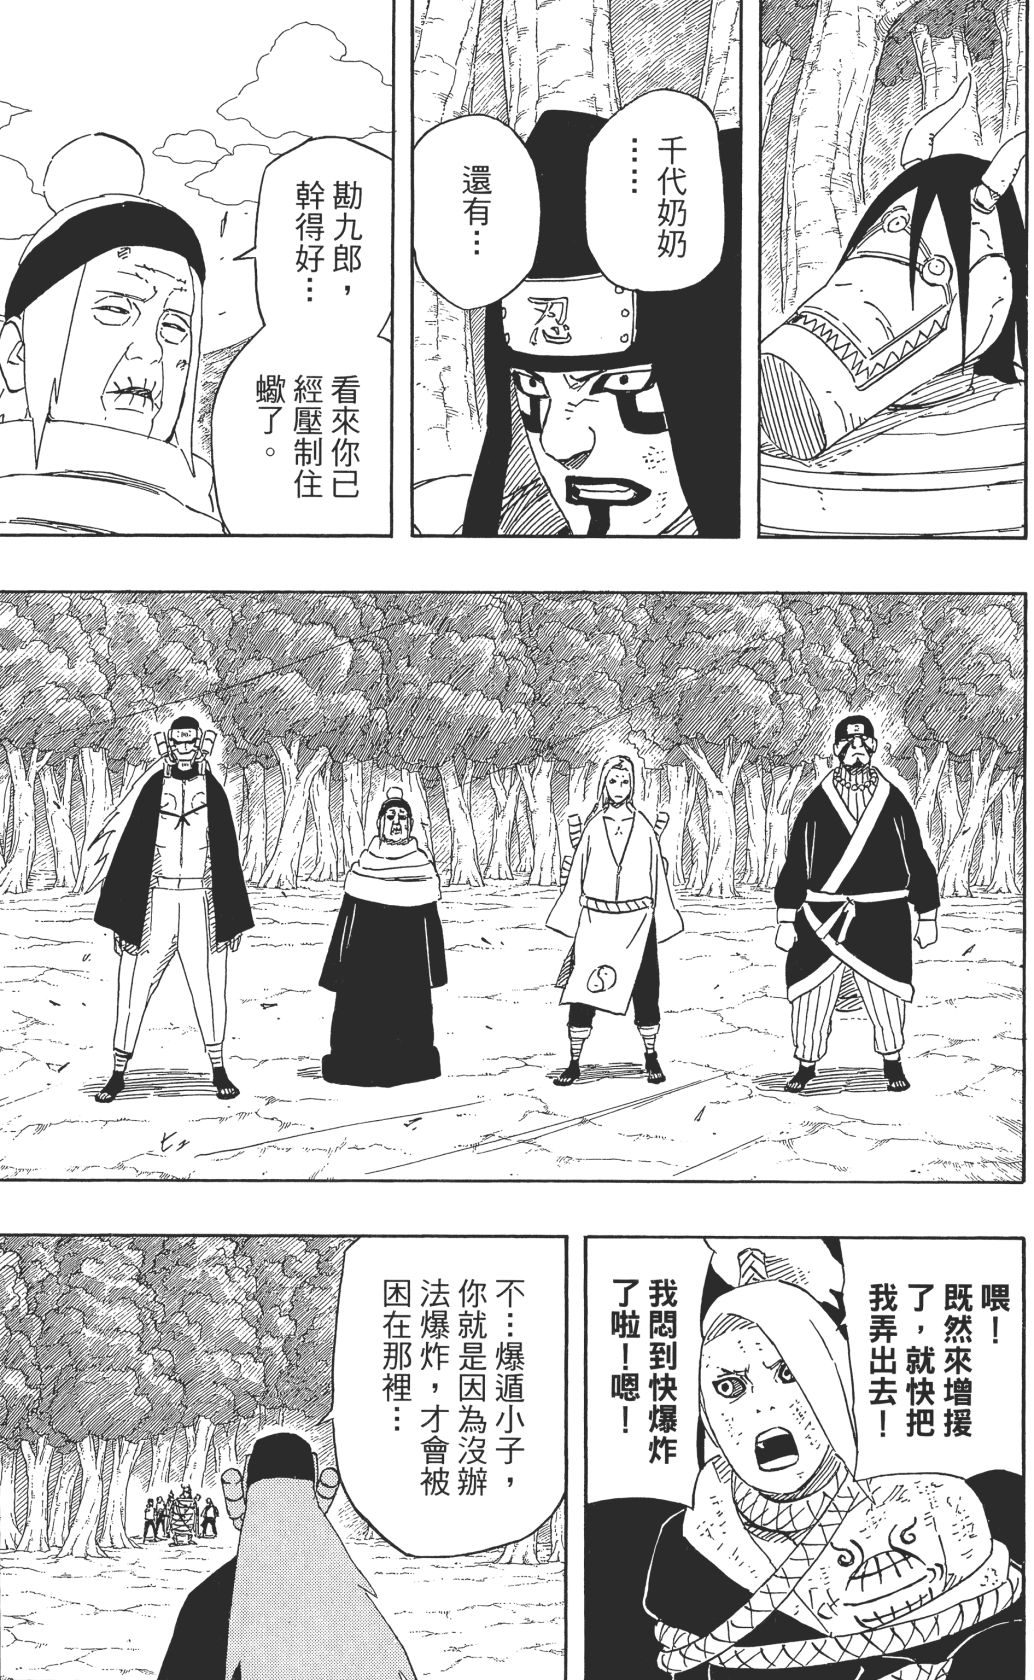 千代奶奶
……
還有…
忍
勘九郎，
幹得好…
看來你已
經壓制住
蠍了。
喂！
既然來增援
了，就快把
我弄出去！
我悶到快爆炸
了啦！嗯！
不…爆遁小子，
你就是因為沒辦
法爆炸，才會被
困在那裡…